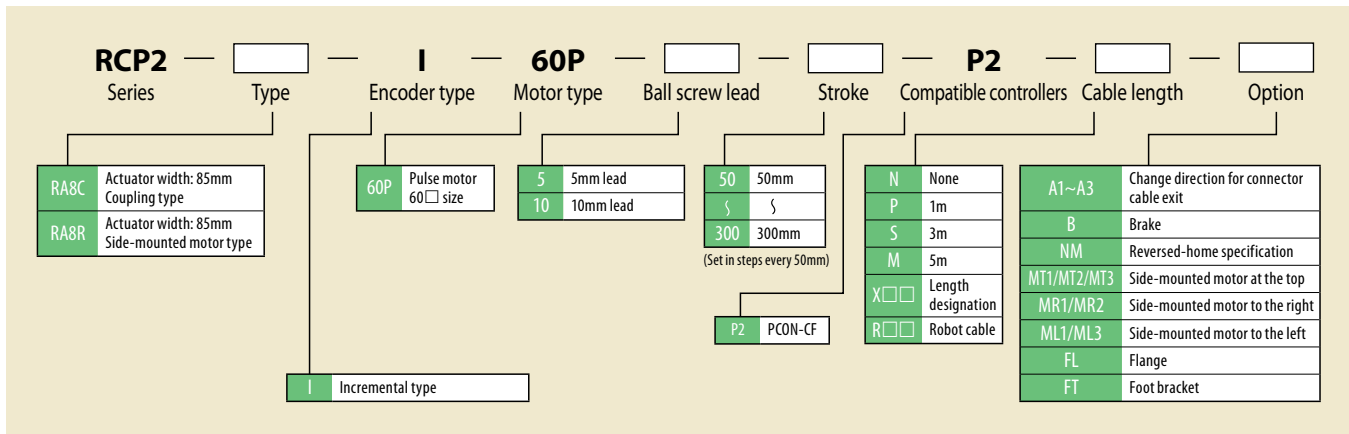 RCP2 — — I — 60P — — — P2 — —
Series Type Encoder type Motor type Ball screw lead Stroke Compatible controllers Cable length Option
RA8C Actuator width: 85mm
Coupling type
RA8R Actuator width: 85mm
Side-mounted motor type
I Incremental type
60P Pulse motor
60□ size
5 5mm lead
10 10mm lead
50 50mm
∫ ∫
300 300mm
(Set in steps every 50mm)
P2 PCON-CF
N None
P 1m
S 3m
M 5m
X□□ Length
designation
R□□ Robot cable
A1~A3 Change direction for connector
cable exit
B Brake
NM Reversed-home specification
MT1/MT2/MT3 Side-mounted motor at the top
MR1/MR2 Side-mounted motor to the right
ML1/ML3 Side-mounted motor to the left
FL Flange
FT Foot bracket